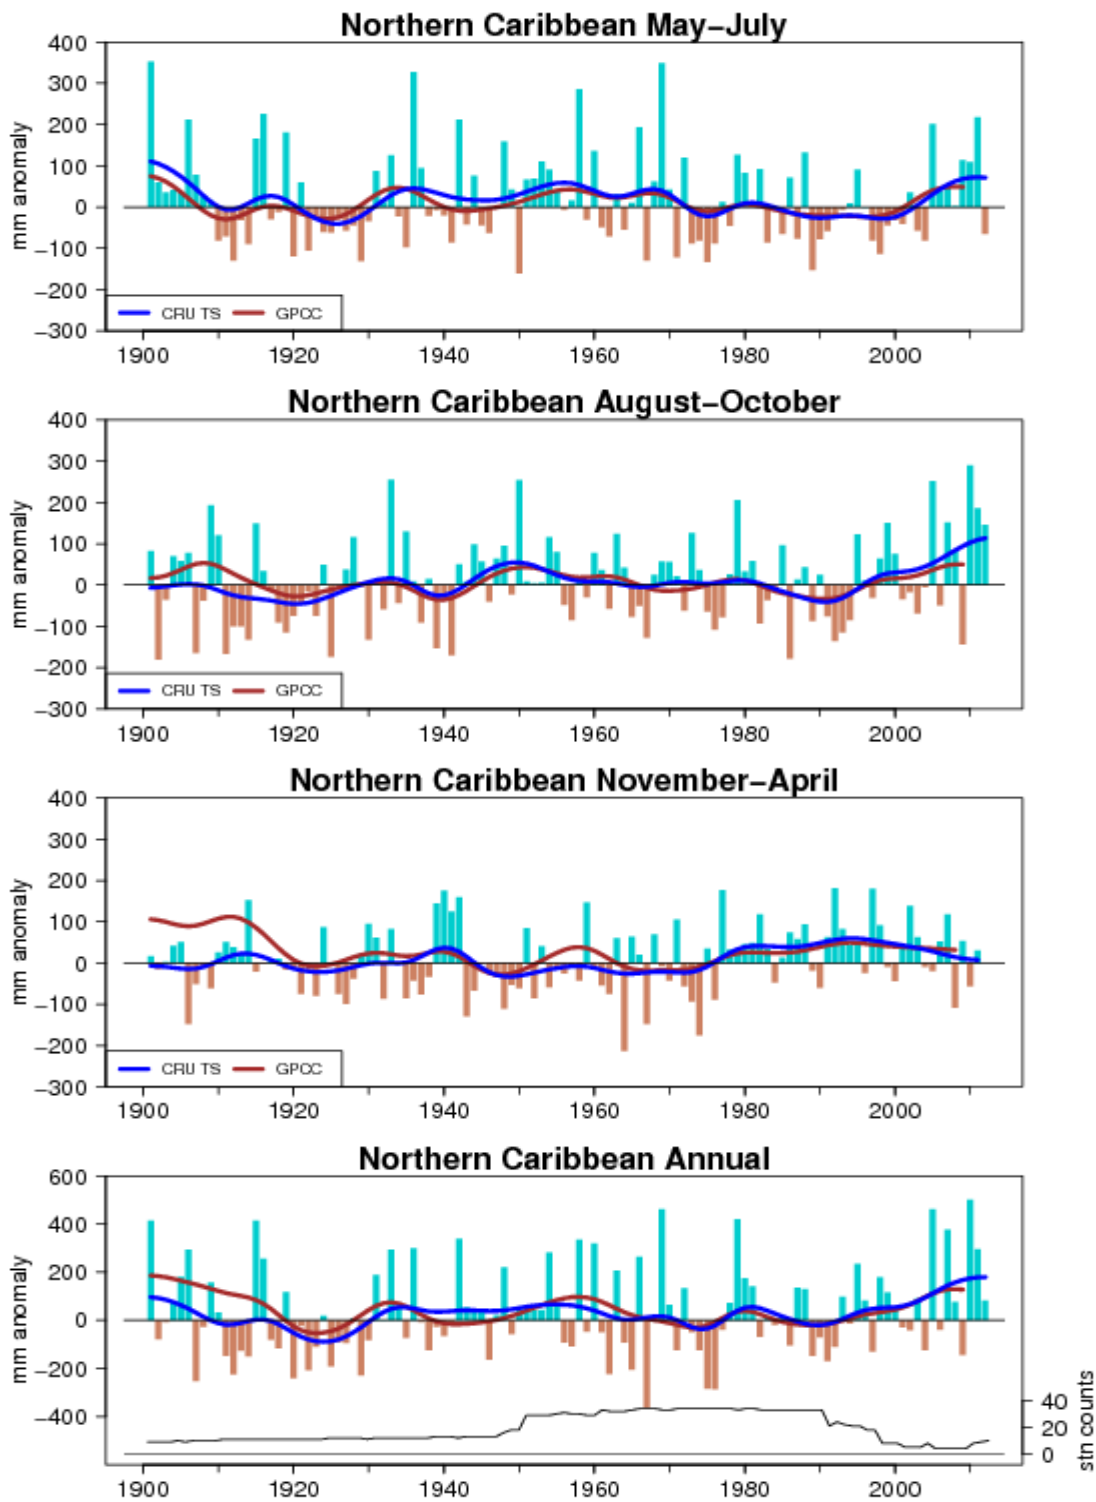 Northern Caribbean May–July
400
300
200
100
0
−100
−200
−300
mm anomaly
CRU TS GPCC
1900 1920 1940 1960 1980 2000
Northern Caribbean August–October
400
300
200
100
0
−100
−200
−300
mm anomaly
CRU TS GPCC
1900 1920 1940 1960 1980 2000
Northern Caribbean November–April
400
300
200
100
0
−100
−200
−300
mm anomaly
CRU TS GPCC
1900 1920 1940 1960 1980 2000
Northern Caribbean Annual
600
400
200
0
−200
−400
mm anomaly
40
20
0
stn counts
1900 1920 1940 1960 1980 2000